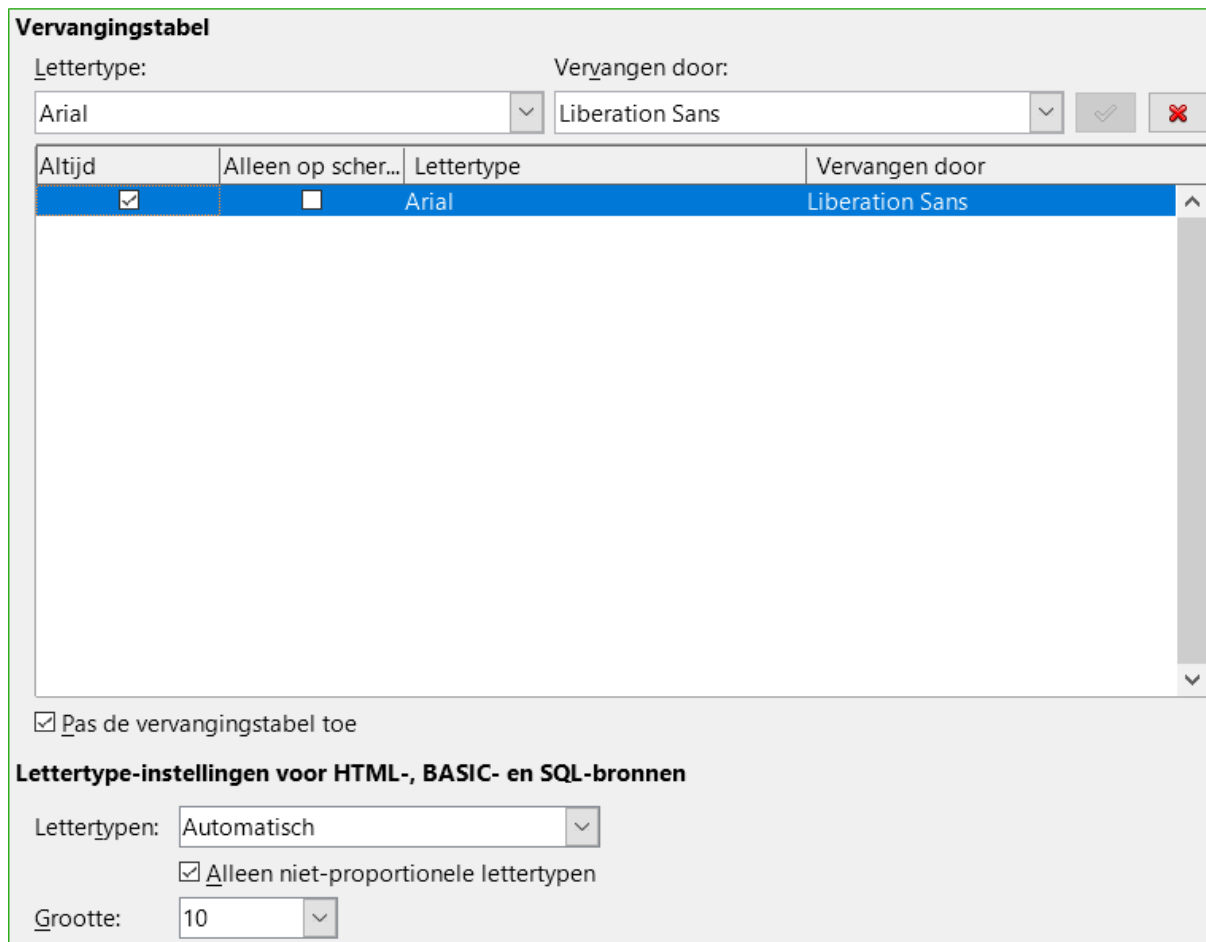 Vervangingstabel
Lettertype: Vervangen door:
Arial Liberation Sans
Altijd Alleen op scher... Lettertype Vervangen door
Arial Liberation Sans
Pas de vervangingstabel toe
Lettertype-instellingen voor HTML-, BASIC- en SQL-bronnen
Lettertypen: Automatisch
Alleen niet-proportionele lettertypen
Grootte: 10